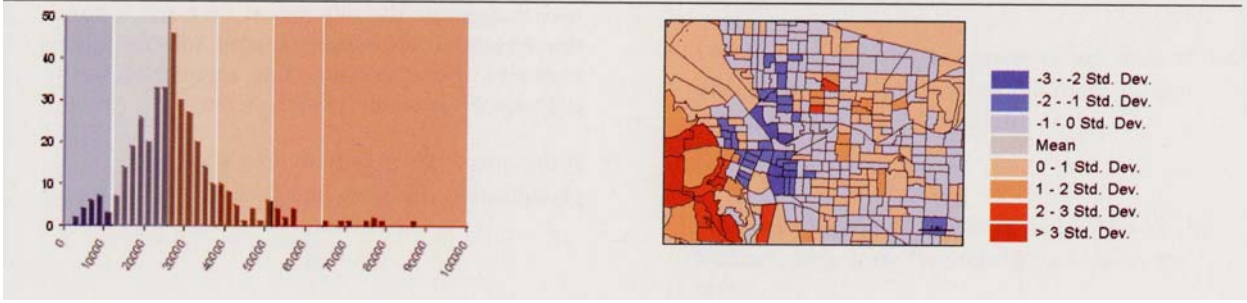 50
40
30
20
10
0
0 10000 20000 30000 40000 50000 60000 70000 80000 90000 100000
-3 - -2 Std. Dev.
-2 - -1 Std. Dev.
-1 - 0 Std. Dev.
Mean
0 - 1 Std. Dev.
1 - 2 Std. Dev.
2 - 3 Std. Dev.
> 3 Std. Dev.